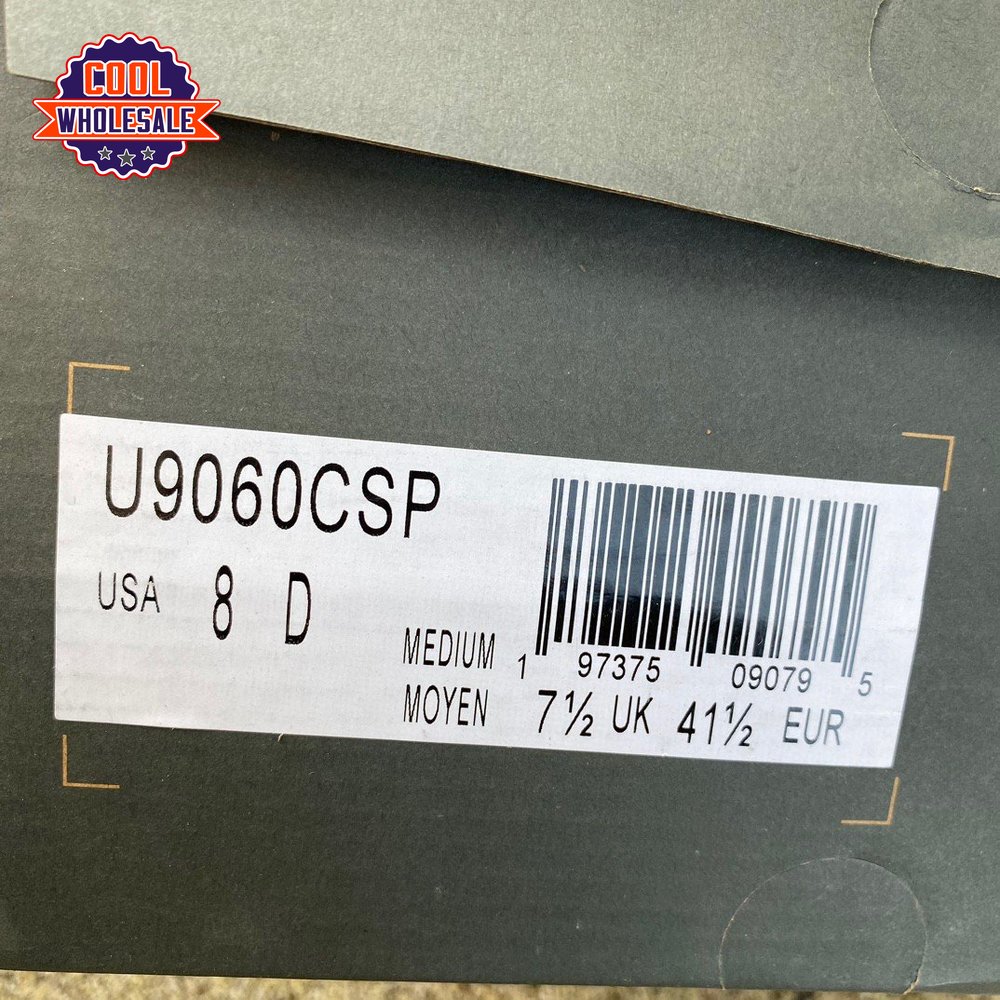 COOL
WHOLESALE
U9060CSP
USA 8 D
MEDIUM
MOYEN
1 97375 09079 5
7½ UK 41½ EUR